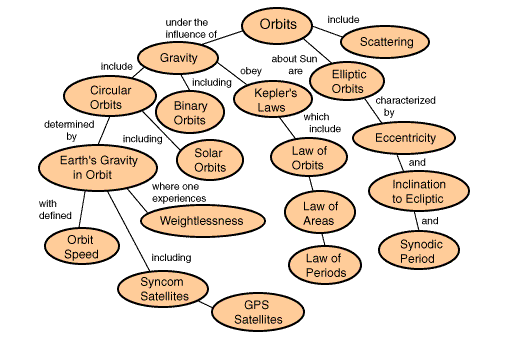 under the
influence of
Orbits
include
Scattering
Gravity
about Sun
are
Elliptic
Orbits
include
including
obey
Circular
Orbits
Binary
Orbits
Kepler's
Laws
characterized
by
determined
by
including
which
include
Eccentricity
Earth's Gravity
in Orbit
Solar
Orbits
Law of
Orbits
and
where one
experiences
Inclination
to Ecliptic
with
defined
Weightlessness
Law of
Areas
and
Orbit
Speed
including
Law of
Periods
Synodic
Period
Syncom
Satellites
GPS
Satellites